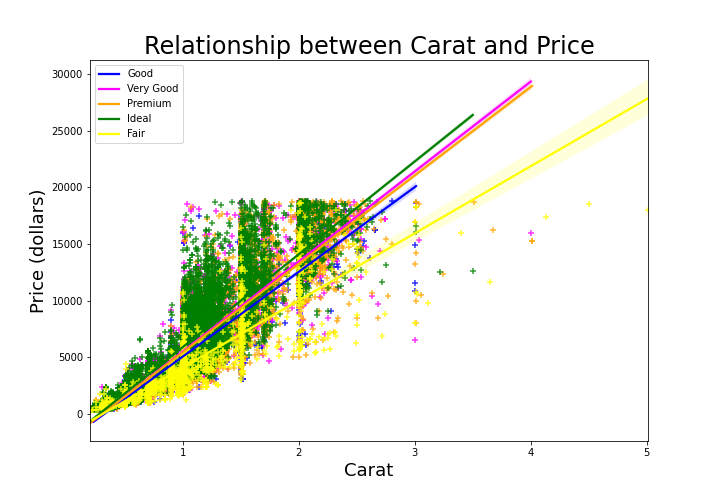 Relationship between Carat and Price
30000
25000
20000
15000
10000
5000
0
Price (dollars)
Good
Very Good
Premium
Ideal
Fair
1
2
3
4
5
Carat